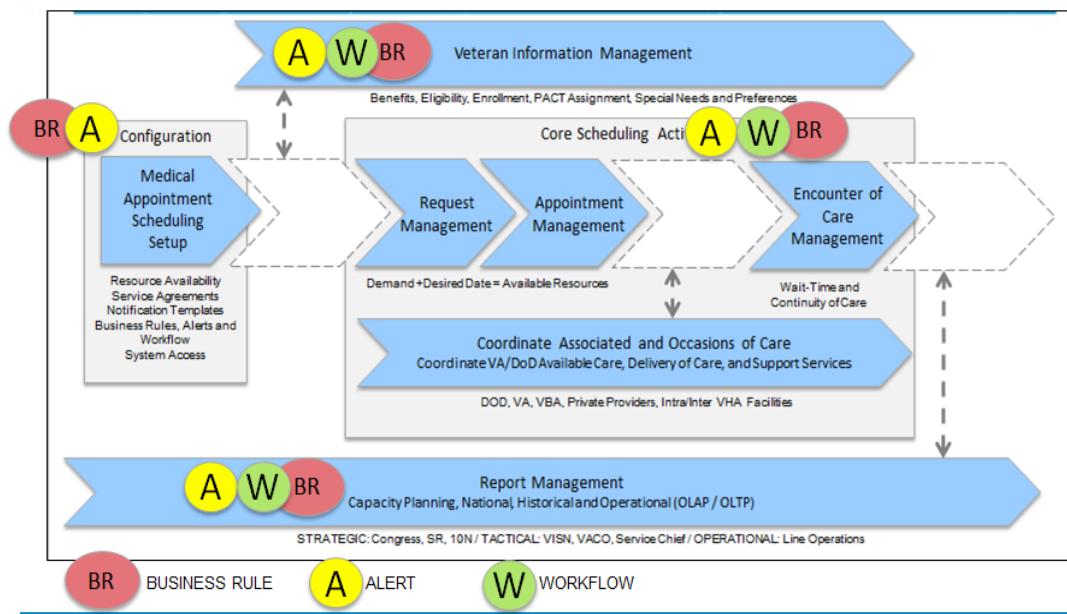 A W BR
Veteran Information Management
Benefits, Eligibility, Enrollment, PACT Assignment, Special Needs and Preferences
BR A
Configuration
Medical
Appointment
Scheduling
Setup
Resource Availability
Service Agreements
Notification Templates
Business Rules, Alerts and
Workflow
System Access
Core Scheduling Acti
A W BR
Request
Management
Appointment
Management
Encounter of
Care
Management
Demand +Desired Date = Available Resources
Wait-Time and
Continuity of Care
Coordinate Associated and Occasions of Care
Coordinate VA/DoD Available Care, Delivery of Care, and Support Services
DOD, VA, VBA, Private Providers, Intra/Inter VHA Facilities
A W BR
Report Management
Capacity Planning, National, Historical and Operational (OLAP / OLTP)
STRATEGIC: Congress, SR, 10N / TACTICAL: VISN, VACO, Service Chief / OPERATIONAL: Line Operations
BR BUSINESS RULE A ALERT W WORKFLOW